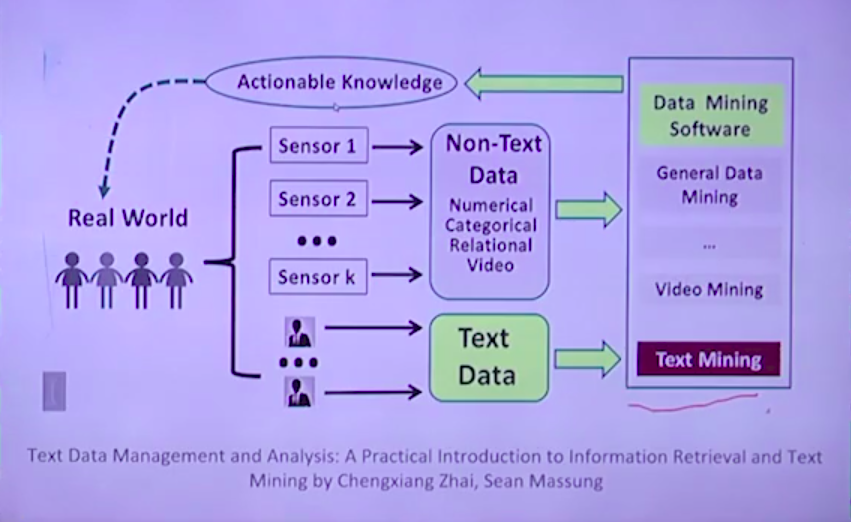 Actionable Knowledge
Data Mining
Software
Sensor 1
Non-Text
Data
General Data
Mining
Sensor 2
Numerical
Categorical
Relational
Video
Real World
...
Sensor k
Video Mining
Text
Data
Text Mining
Text Data Management and Analysis: A Practical Introduction to Information Retrieval and Text
Mining by Chengxiang Zhai, Sean Massung